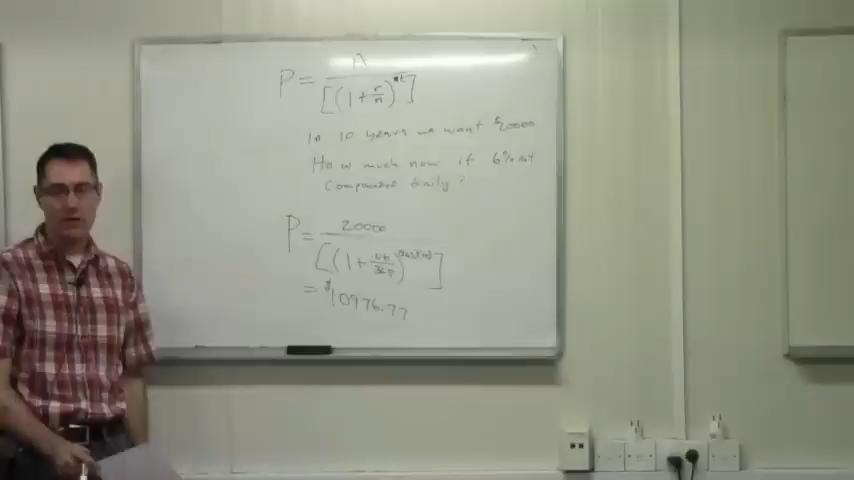 P = A / [(1 + r/n)^nt]
In 10 years we want $20000
How much now if 6% int
compounded daily?
P = 20000 / [(1 + .06/365)^(365)(10)]
= $10976.77